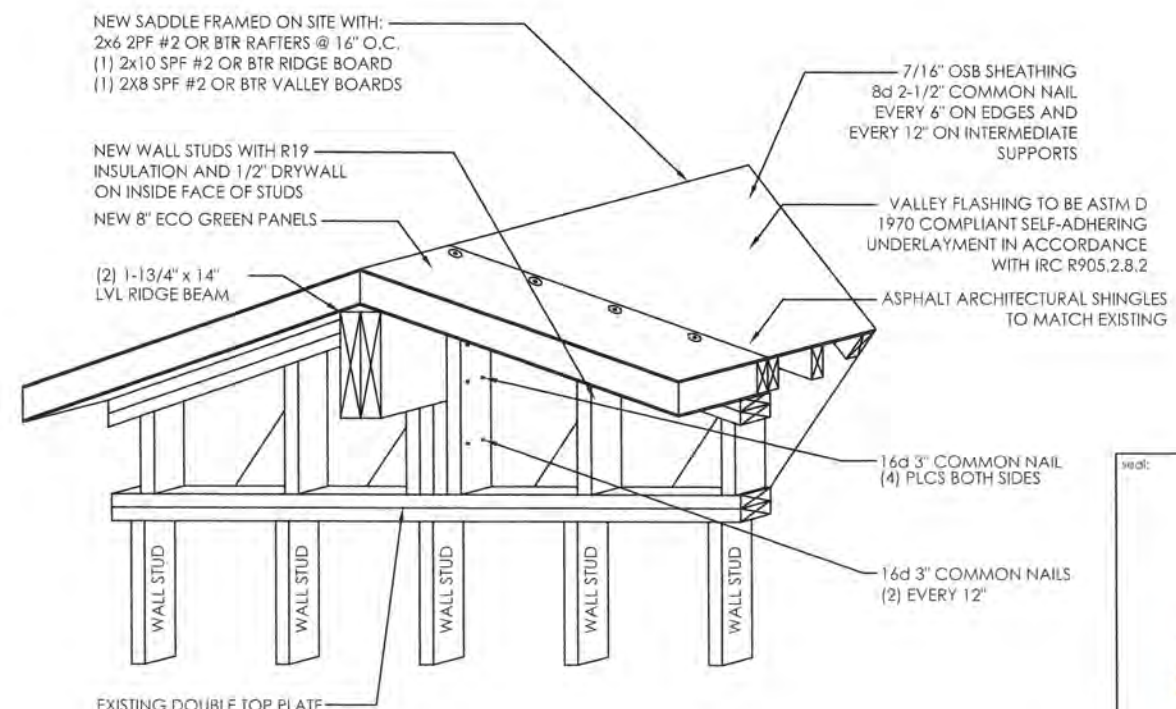 NEW SADDLE FRAMED ON SITE WITH:
2x6 2PF #2 OR BTR RAFTERS @ 16" O.C.
(1) 2x10 SPF #2 OR BTR RIDGE BOARD
(1) 2X8 SPF #2 OR BTR VALLEY BOARDS
NEW WALL STUDS WITH R19
INSULATION AND 1/2" DRYWALL
ON INSIDE FACE OF STUDS
NEW 8" ECO GREEN PANELS
(2) 1-13/4" x 14"
LVL RIDGE BEAM
7/16" OSB SHEATHING
8d 2-1/2" COMMON NAIL
EVERY 6" ON EDGES AND
EVERY 12" ON INTERMEDIATE
SUPPORTS
VALLEY FLASHING TO BE ASTM D
1970 COMPLIANT SELF-ADHERING
UNDERLAYMENT IN ACCORDANCE
WITH IRC R905.2.8.2
ASPHALT ARCHITECTURAL SHINGLES
TO MATCH EXISTING
16d 3" COMMON NAIL
(4) PLCS BOTH SIDES
16d 3" COMMON NAILS
(2) EVERY 12"
seal:
WALL STUD
WALL STUD
WALL STUD
WALL STUD
WALL STUD
EXISTING DOUBLE TOP PLATE